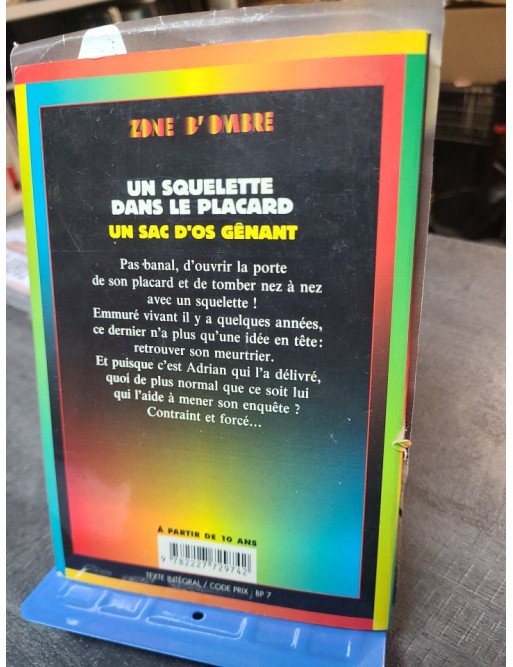 ZONE D'OMBRE
UN SQUELETTE
DANS LE PLACARD
UN SAC D'OS GÊNANT
Pas banal, d'ouvrir la porte
de son placard et de tomber nez à nez
avec un squelette !
Emmuré vivant il y a quelques années,
ce dernier n'a plus qu'une idée en tête :
retrouver son meurtrier.
Et puisque c'est Adrian qui l'a délivré,
quoi de plus normal que ce soit lui
qui l'aide à mener son enquête ?
Contraint et forcé...
À PARTIR DE 10 ANS
9 782227 729742
TEXTE INTÉGRAL / CODE PRIX : BP 7